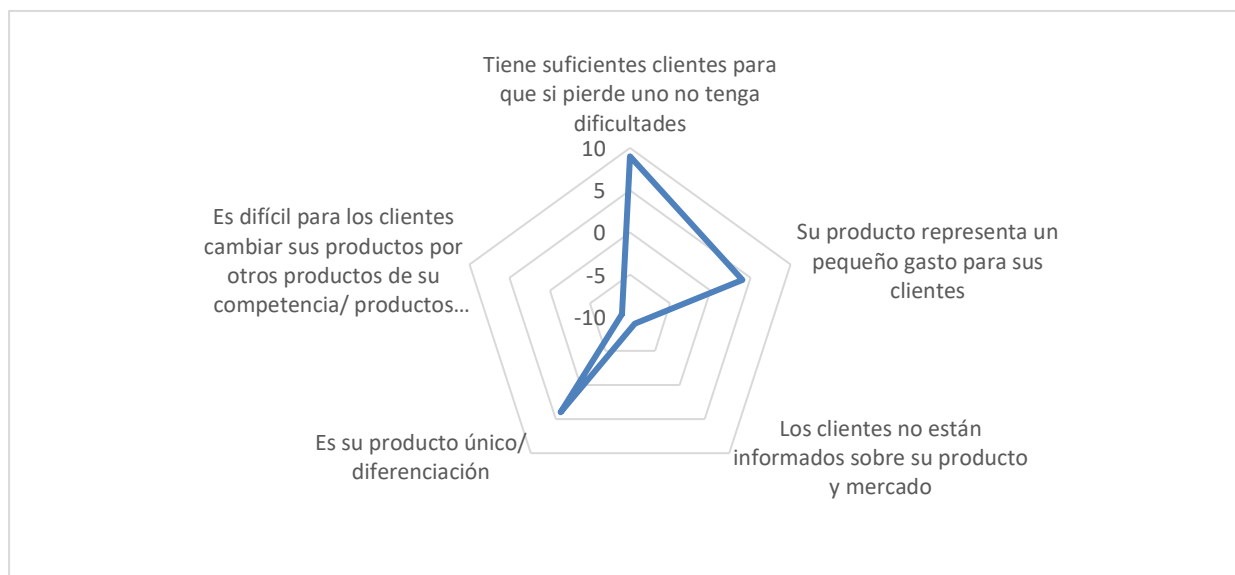 Tiene suficientes clientes para
que si pierde uno no tenga
dificultades
10
5
0
-5
-10
Su producto representa un
pequeño gasto para sus
clientes
Los clientes no están
informados sobre su producto
y mercado
Es su producto único/
diferenciación
Es difícil para los clientes
cambiar sus productos por
otros productos de su
competencia/ productos...